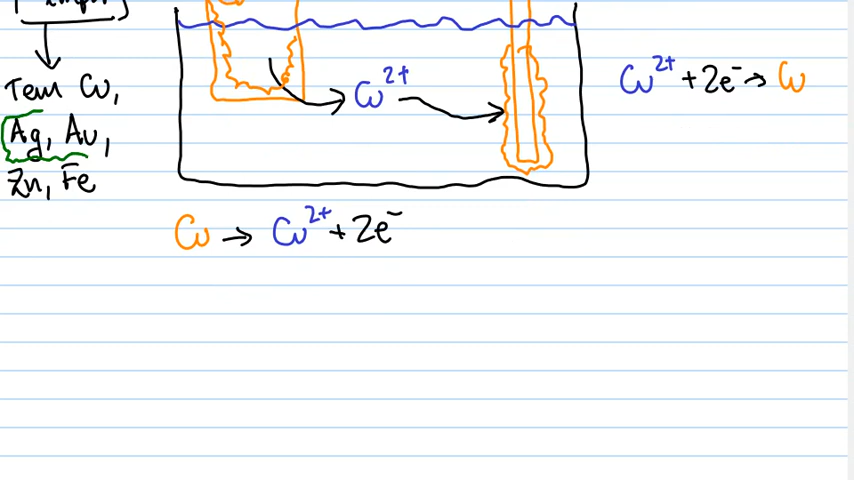 Tem Cu,
Ag, Au,
Zn, Fe
Cu²⁺
Cu²⁺ + 2e⁻ → Cu
Cu → Cu²⁺ + 2e⁻